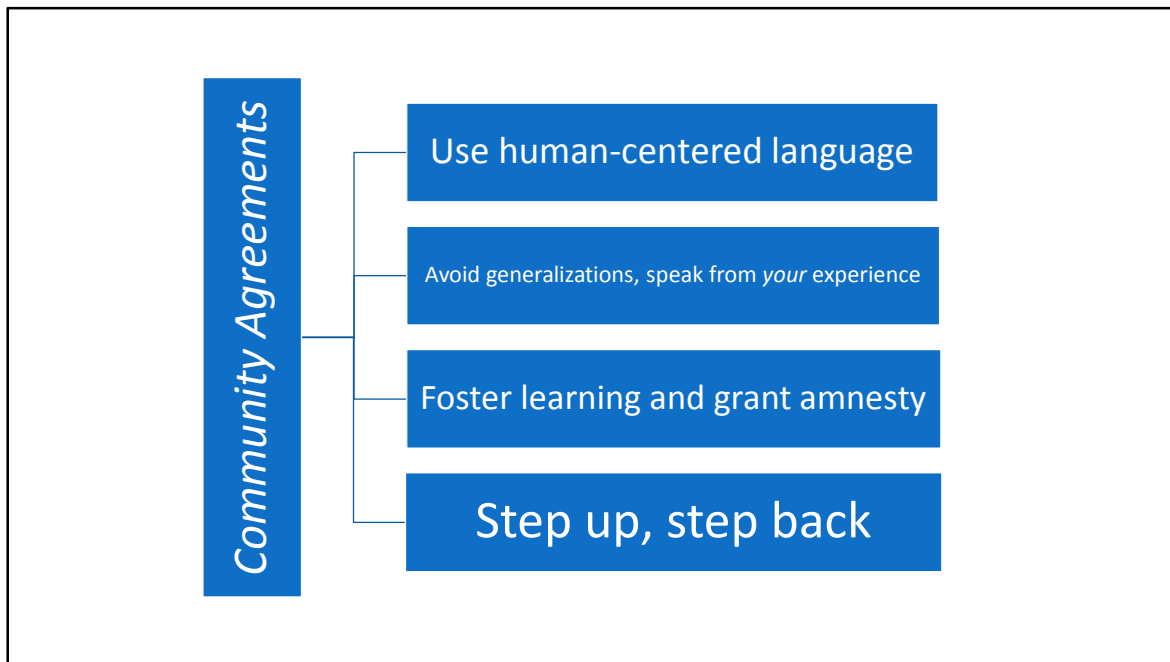 Community Agreements
Use human-centered language
Avoid generalizations, speak from your experience
Foster learning and grant amnesty
Step up, step back